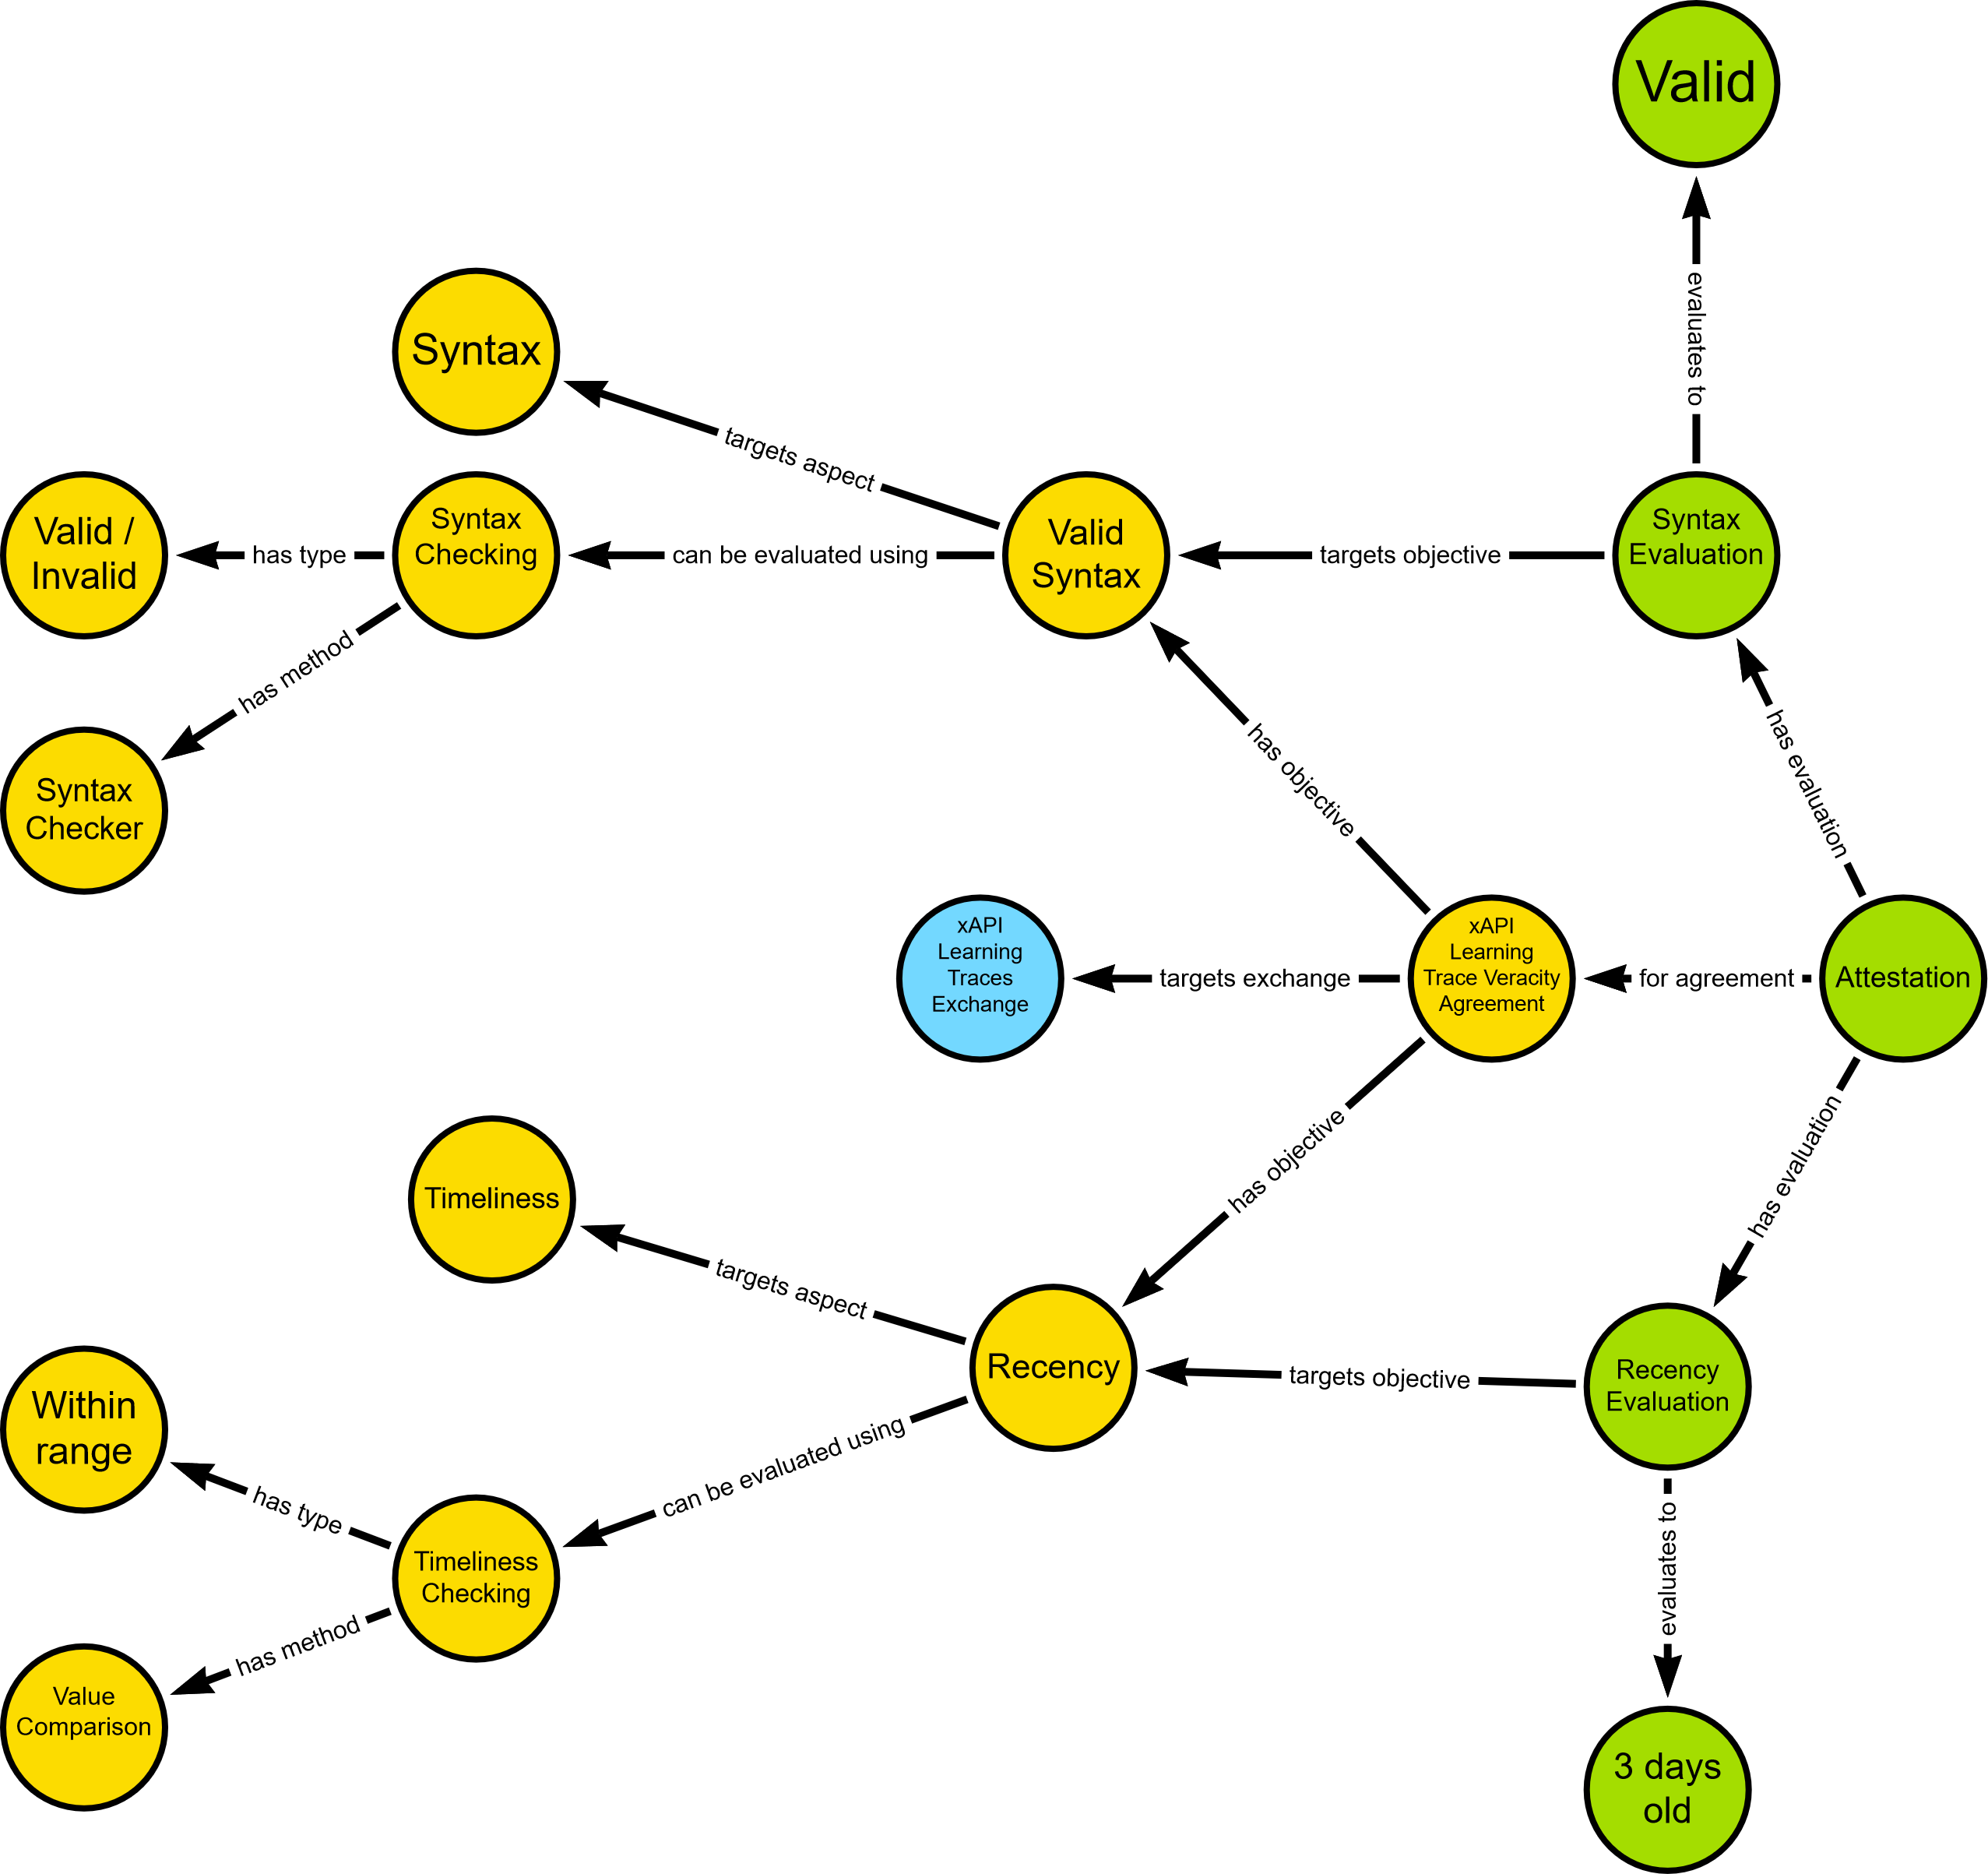 Valid
evaluates to
Syntax
targets aspect
Valid /
Invalid
has type
Syntax
Checking
can be evaluated using
Valid
Syntax
targets objective
Syntax
Evaluation
has method
Syntax
Checker
has objective
has evaluation
xAPI
Learning
Traces
Exchange
targets exchange
xAPI
Learning
Trace Veracity
Agreement
for agreement
Attestation
has objective
has evaluation
Timeliness
targets aspect
Recency
targets objective
Recency
Evaluation
Within
range
has type
can be evaluated using
Timeliness
Checking
has method
Value
Comparison
evaluates to
3 days
old